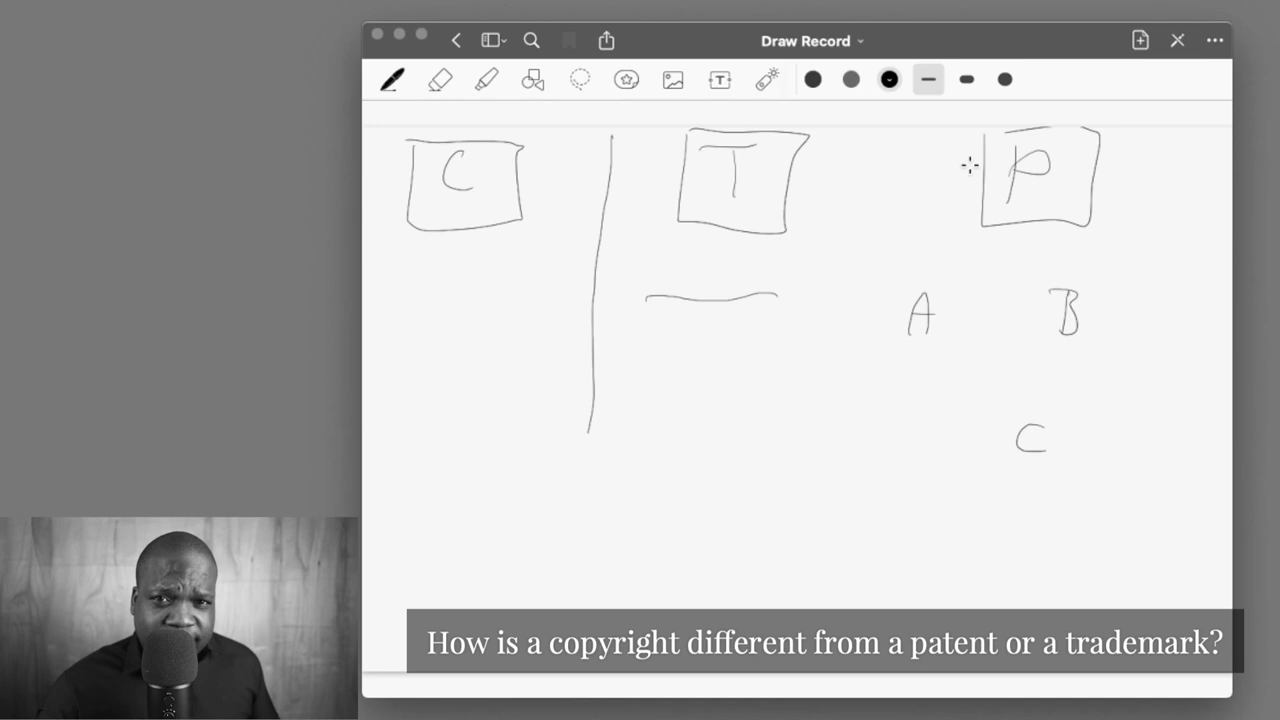 Draw Record
C T P
A B
C
How is a copyright different from a patent or a trademark?